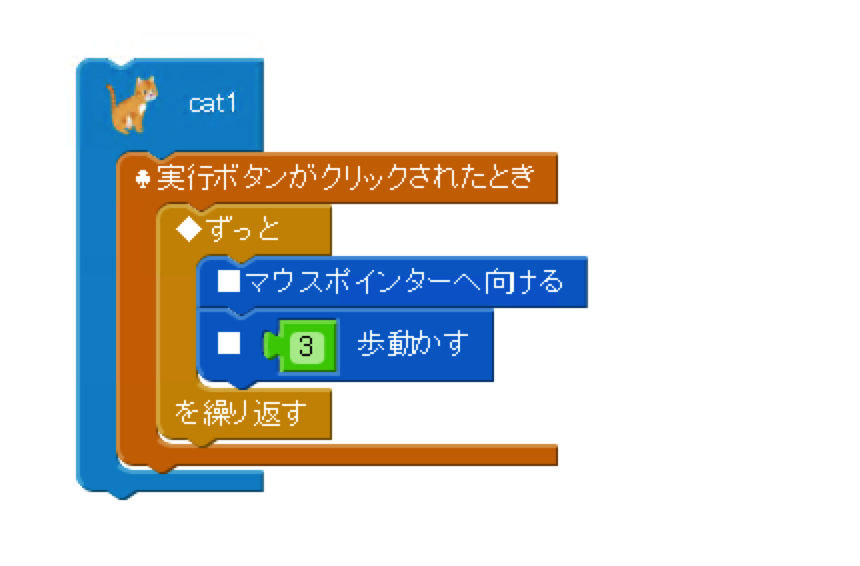 cat1
♣実行ボタンがクリックされたとき
◆ずっと
■マウスポインターへ向ける
■ 3 歩動かす
を繰り返す